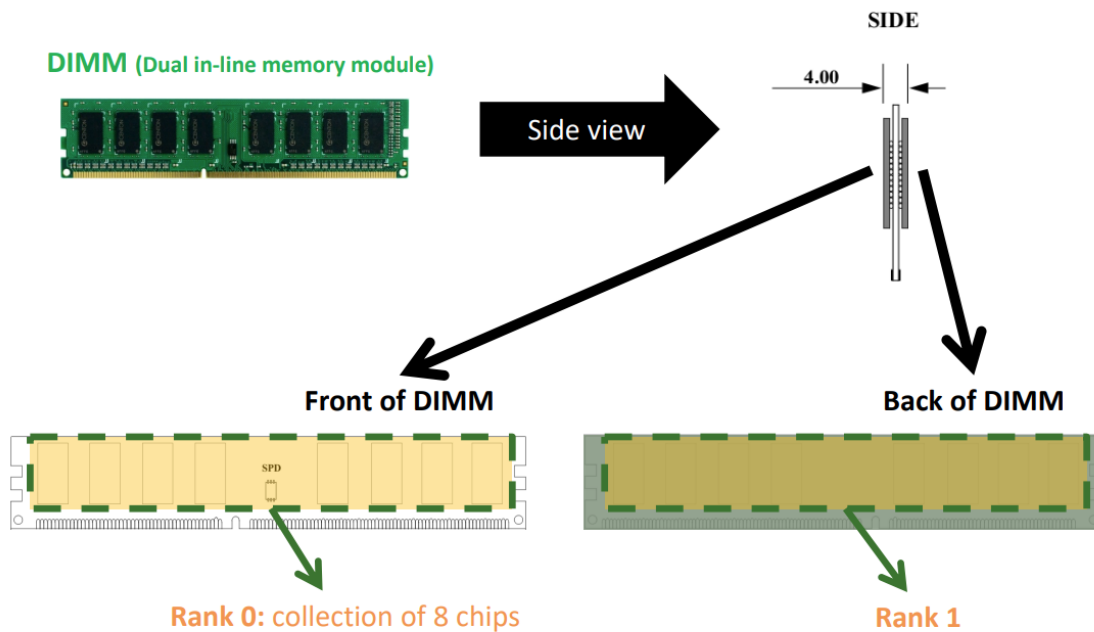 SIDE
DIMM (Dual in-line memory module)
4.00
Side view
Front of DIMM
Back of DIMM
SPD
Rank 0: collection of 8 chips
Rank 1